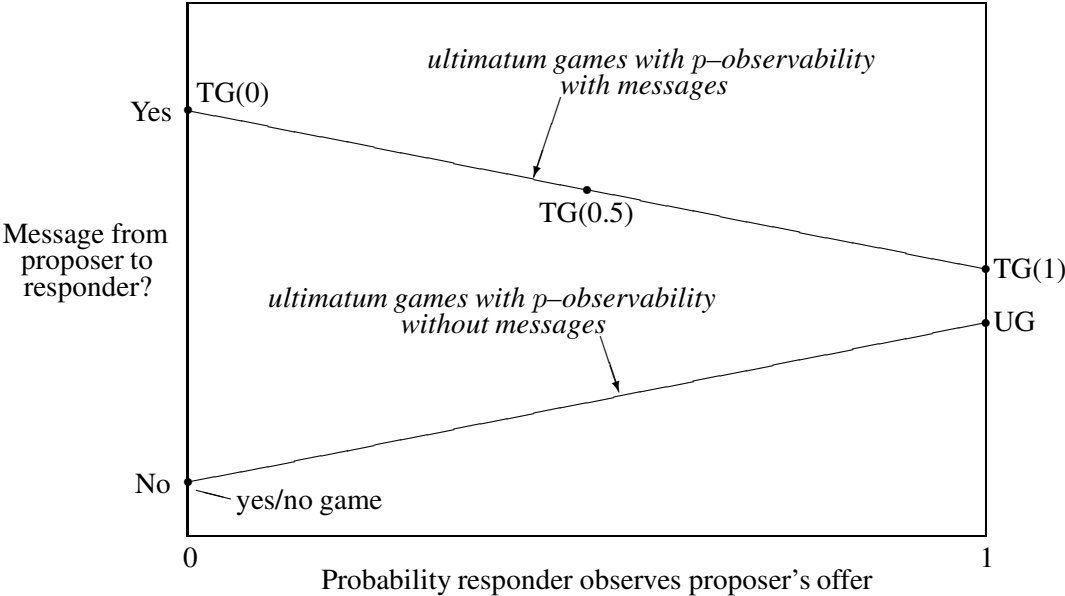 ultimatum games with p–observability
with messages
TG(0)
Yes
TG(0.5)
Message from
proposer to
responder?
TG(1)
ultimatum games with p–observability
without messages
UG
No
yes/no game
0
1
Probability responder observes proposer's offer